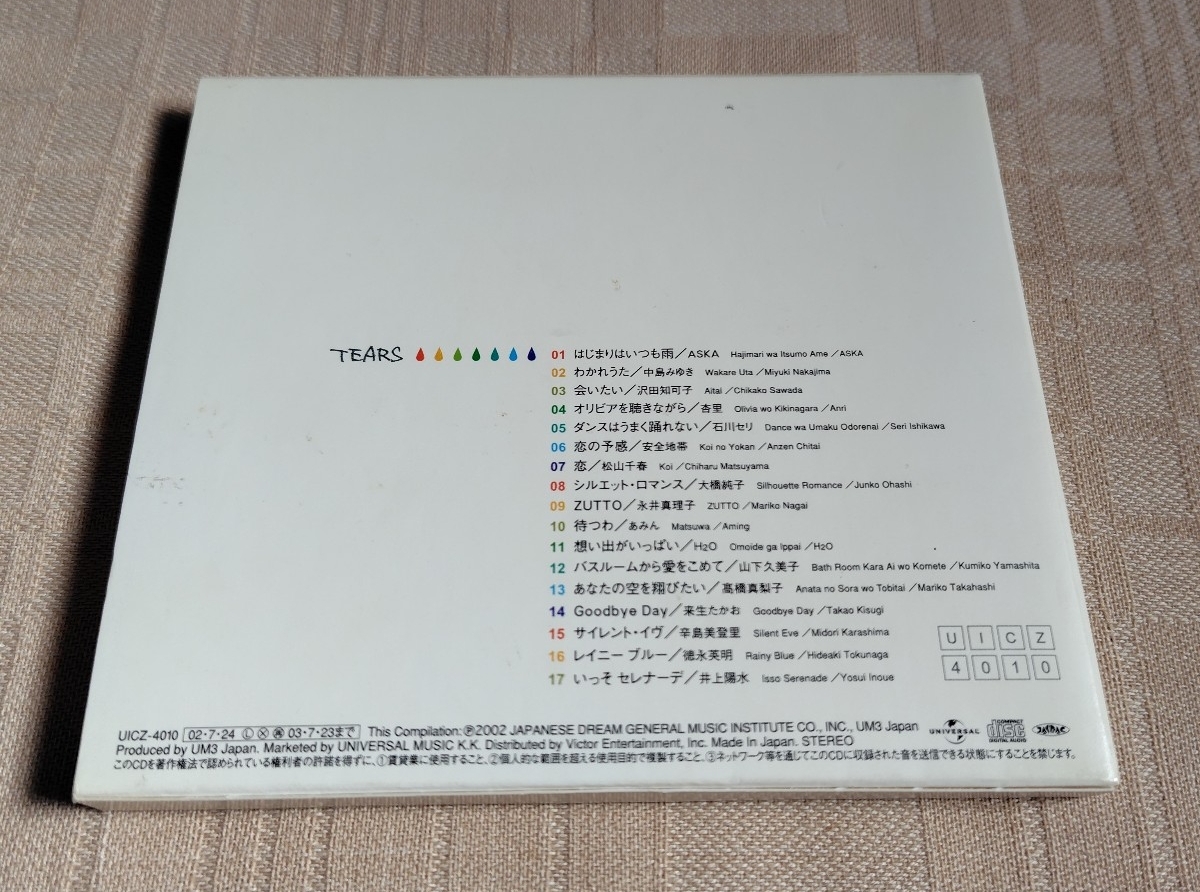 TEARS
01 はじまりはいつも雨／ASKA Hajimari wa Itsumo Ame ／ASKA
02 わかれうた／中島みゆき Wakare Uta ／Miyuki Nakajima
03 会いたい／沢田知可子 Aitai ／Chikako Sawada
04 オリビアを聴きながら／杏里 Olivia wo Kikinagara ／Anri
05 ダンスはうまく踊れない／石川セリ Dance wa Umaku Odorenai ／Seri Ishikawa
06 恋の予感／安全地帯 Koi no Yokan ／Anzen Chitai
07 恋／松山千春 Koi ／Chiharu Matsuyama
08 シルエット・ロマンス／大橋純子 Silhouette Romance ／Junko Ohashi
09 ZUTTO／永井真理子 ZUTTO ／Mariko Nagai
10 待つわ／あみん Matsuwa ／Aming
11 想い出がいっぱい／H2O Omoide ga Ippai ／H2O
12 バスルームから愛をこめて／山下久美子 Bath Room Kara Ai wo Komete ／Kumiko Yamashita
13 あなたの空を翔びたい／高橋真梨子 Anata no Sora wo Tobitai ／Mariko Takahashi
14 Goodbye Day／来生たかお Goodbye Day ／Takao Kisugi
15 サイレント・イヴ／辛島美登里 Silent Eve ／Midori Karashima
16 レイニー ブルー／徳永英明 Rainy Blue ／Hideaki Tokunaga
17 いっそ セレナーデ／井上陽水 Isso Serenade ／Yosui Inoue
UICZ
4010
UICZ-4010 02・7・24 Ⓛ Ⓧ 03・7・23まで This Compilation:Ⓟ2002 JAPANESE DREAM GENERAL MUSIC INSTITUTE CO., INC., UM3 Japan
UNIVERSAL
COMPACT disc DIGITAL AUDIO
JASRAC
Produced by UM3 Japan. Marketed by UNIVERSAL MUSIC K.K. Distributed by Victor Entertainment, Inc. Made In Japan. STEREO
このCDを著作権法で認められている権利者の許諾を得ずに、①賃貸業に使用すること、②個人的な範囲を超える使用目的で複製すること、③ネットワーク等を通じてこのCDに収録された音を送信できる状態にすることを禁じます。